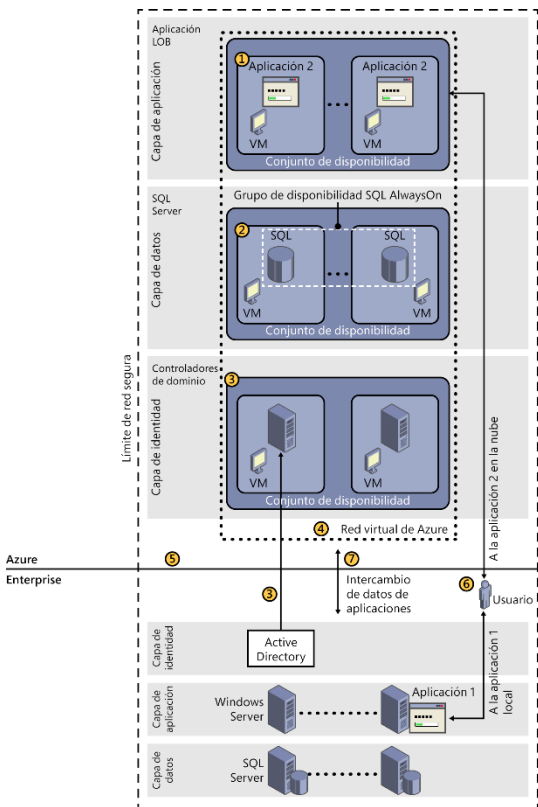 Aplicación
LOB
Capa de aplicación
1
Aplicación 2
Aplicación 2
VM
VM
Conjunto de disponibilidad
SQL
Server
Grupo de disponibilidad SQL AlwaysOn
Capa de datos
2
SQL
SQL
VM
VM
Conjunto de disponibilidad
Controladores
de dominio
Capa de identidad
3
VM
VM
Conjunto de disponibilidad
4
Red virtual de Azure
Límite de red segura
A la aplicación 2 en la nube
Azure
5
7
Enterprise
3
Intercambio
de datos de
aplicaciones
6
Usuario
Capa de
identidad
Active
Directory
A la aplicación 1
local
Capa de
aplicación
Windows
Server
Aplicación 1
Capa de
datos
SQL
Server